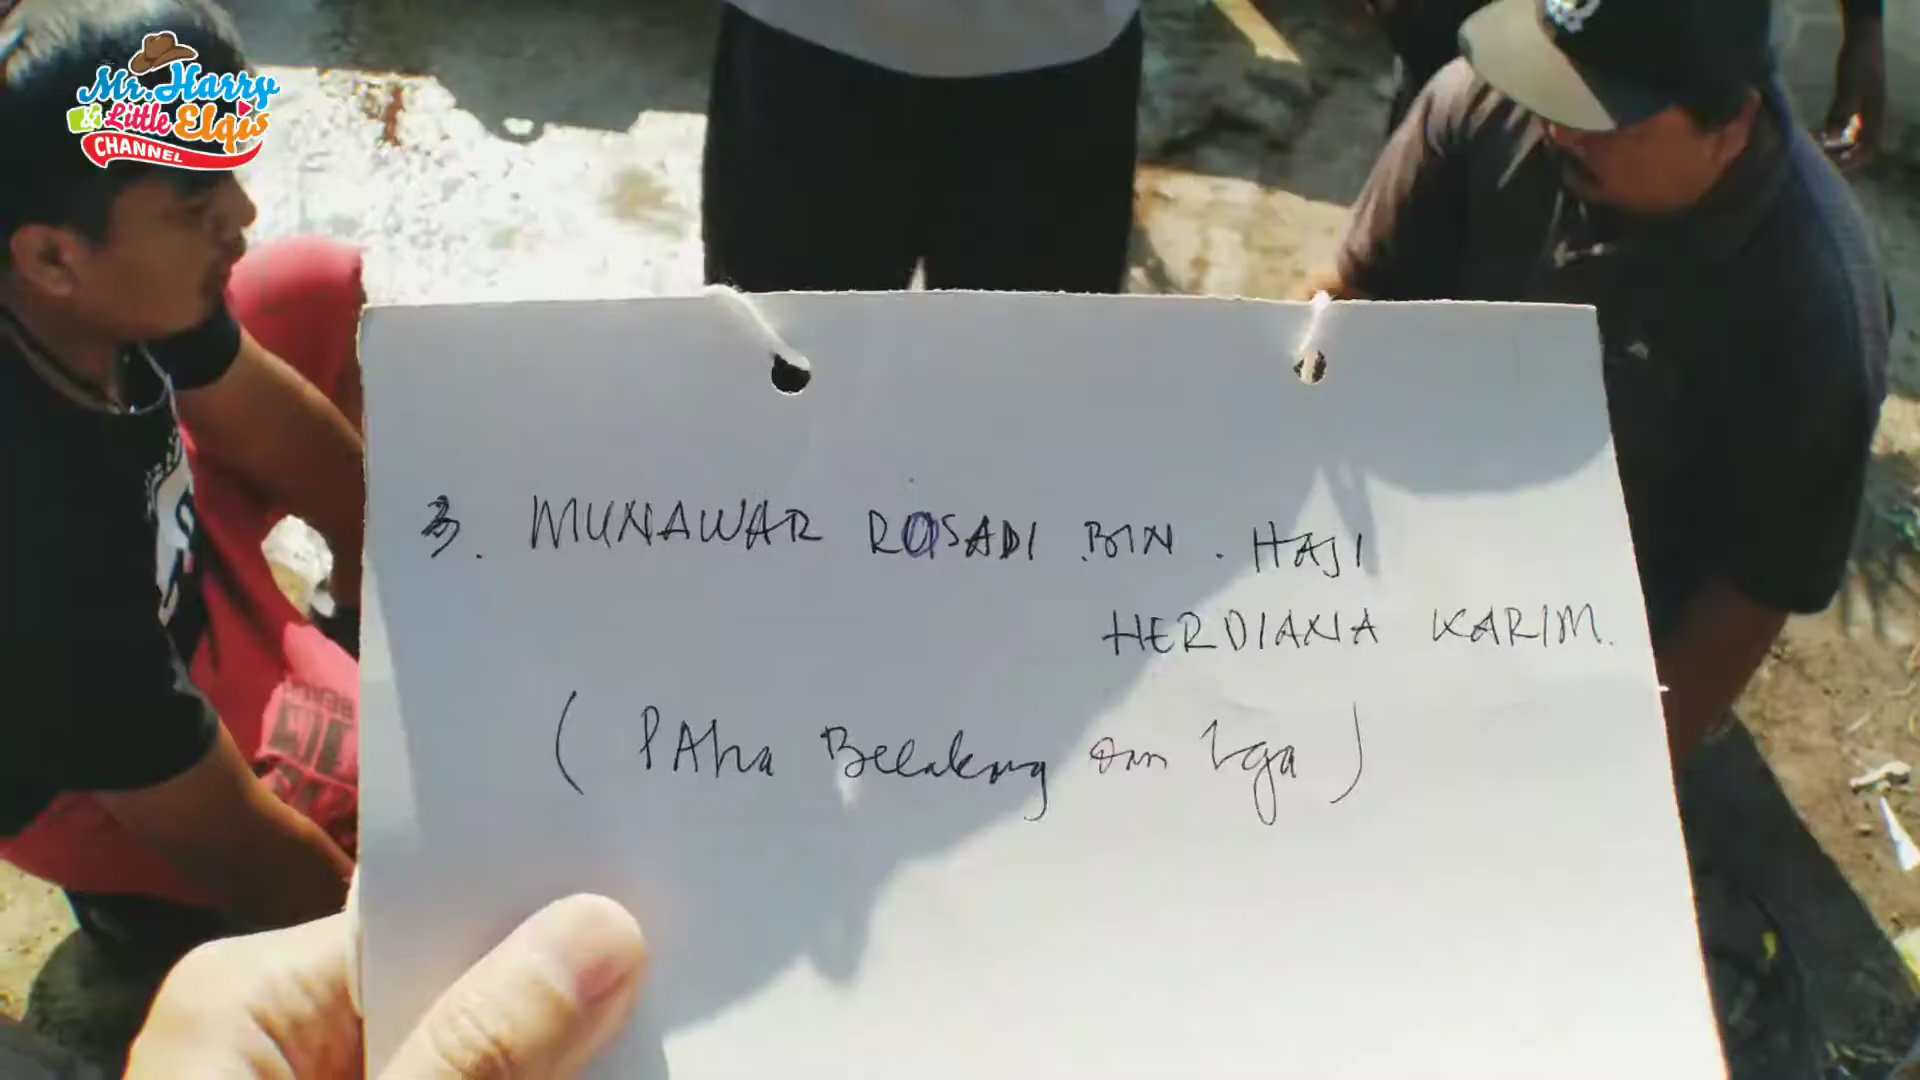 Mr. Harry
& Little Elqis
CHANNEL
3. MUNAWAR ROSADI BIN. HAJI
HERDIANA KARIM.
( PAha Belakang dan Iga )